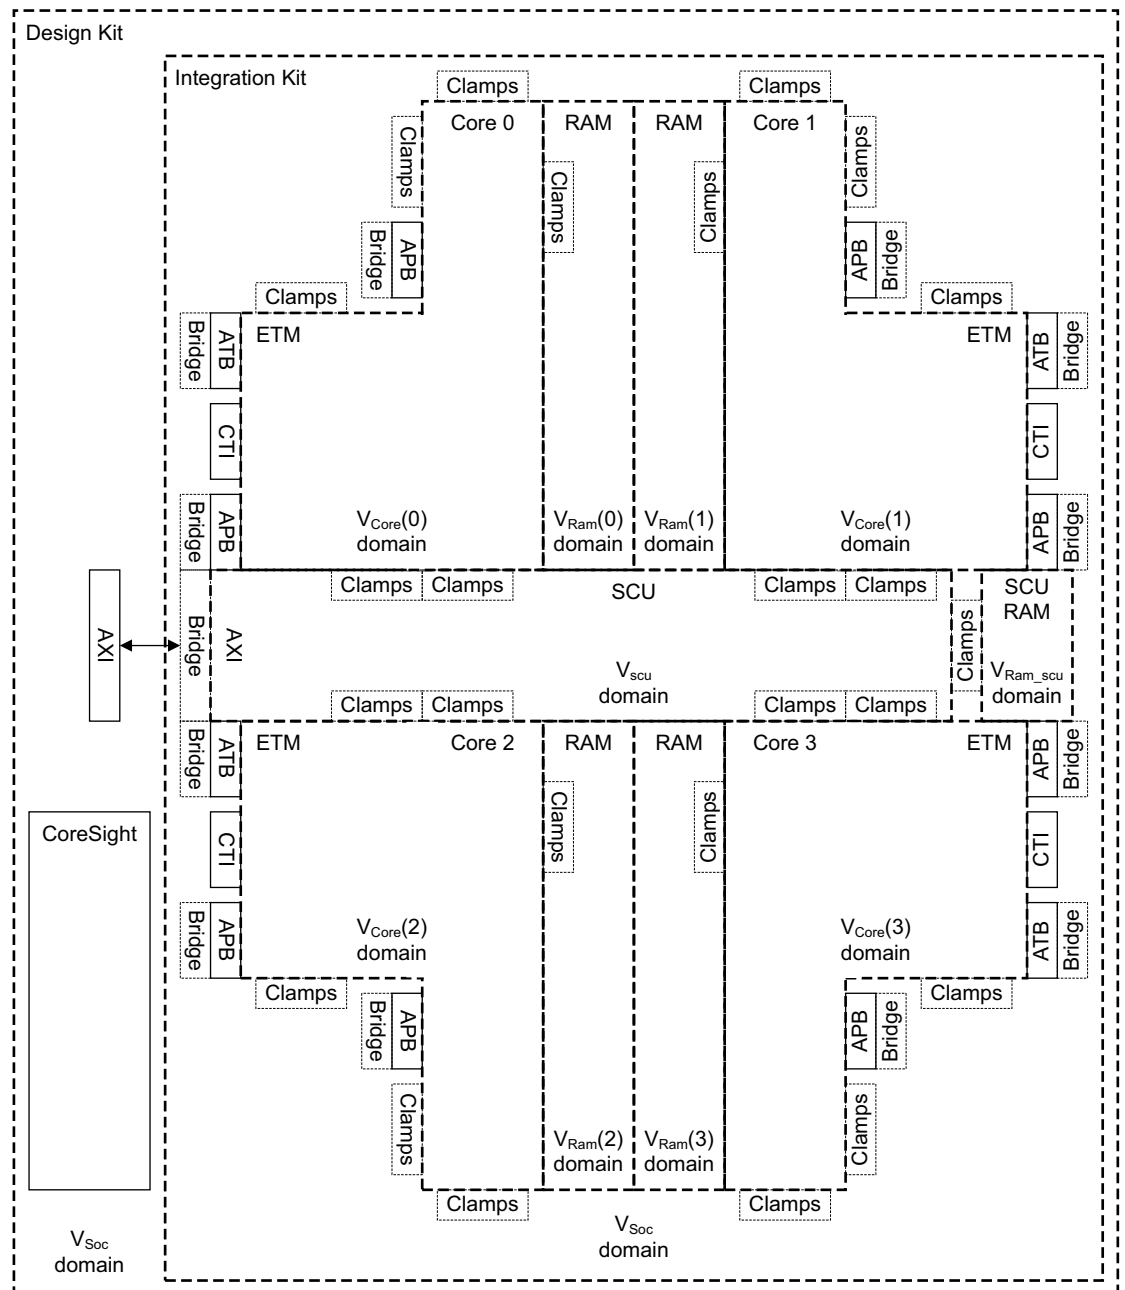 Design Kit
Integration Kit
Clamps
Clamps
Core 0
RAM
RAM
Core 1
Clamps
Clamps
Clamps
Clamps
Bridge
APB
APB
Bridge
Clamps
Clamps
Bridge
ATB
ETM
ETM
ATB
Bridge
CTI
CTI
Bridge
APB
VCore(0)
domain
VRam(0)
domain
VRam(1)
domain
VCore(1)
domain
APB
Bridge
Clamps
Clamps
SCU
Clamps
Clamps
SCU
RAM
AXI
Bridge
AXI
Clamps
Vscu
domain
VRam_scu
domain
Clamps
Clamps
Clamps
Clamps
Bridge
ATB
ETM
Core 2
RAM
RAM
Core 3
ETM
APB
Bridge
Clamps
Clamps
CoreSight
CTI
CTI
Bridge
APB
VCore(2)
domain
VCore(3)
domain
ATB
Bridge
Clamps
Clamps
Bridge
APB
APB
Bridge
Clamps
Clamps
VRam(2)
domain
VRam(3)
domain
Clamps
Clamps
VSoc
domain
VSoc
domain